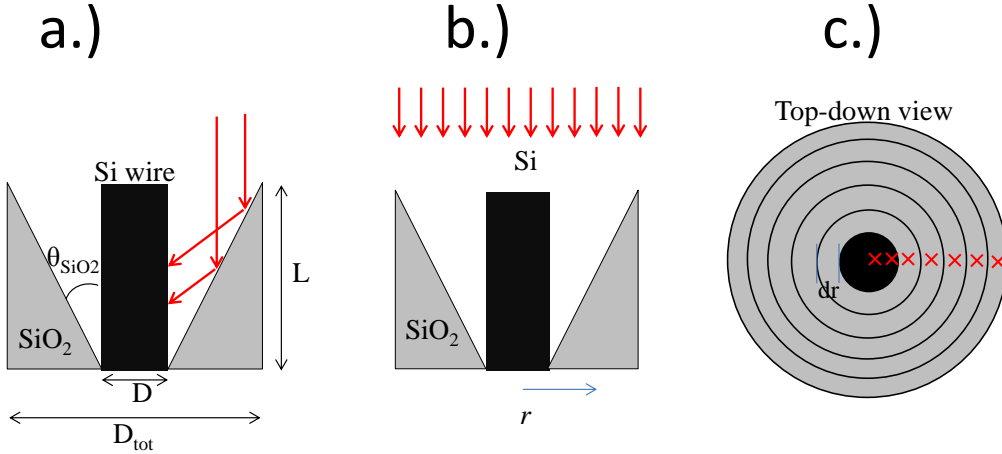 a.)
b.)
c.)
Si wire
θSiO2
SiO2
L
D
Dtot
Si
SiO2
r
Top-down view
dr